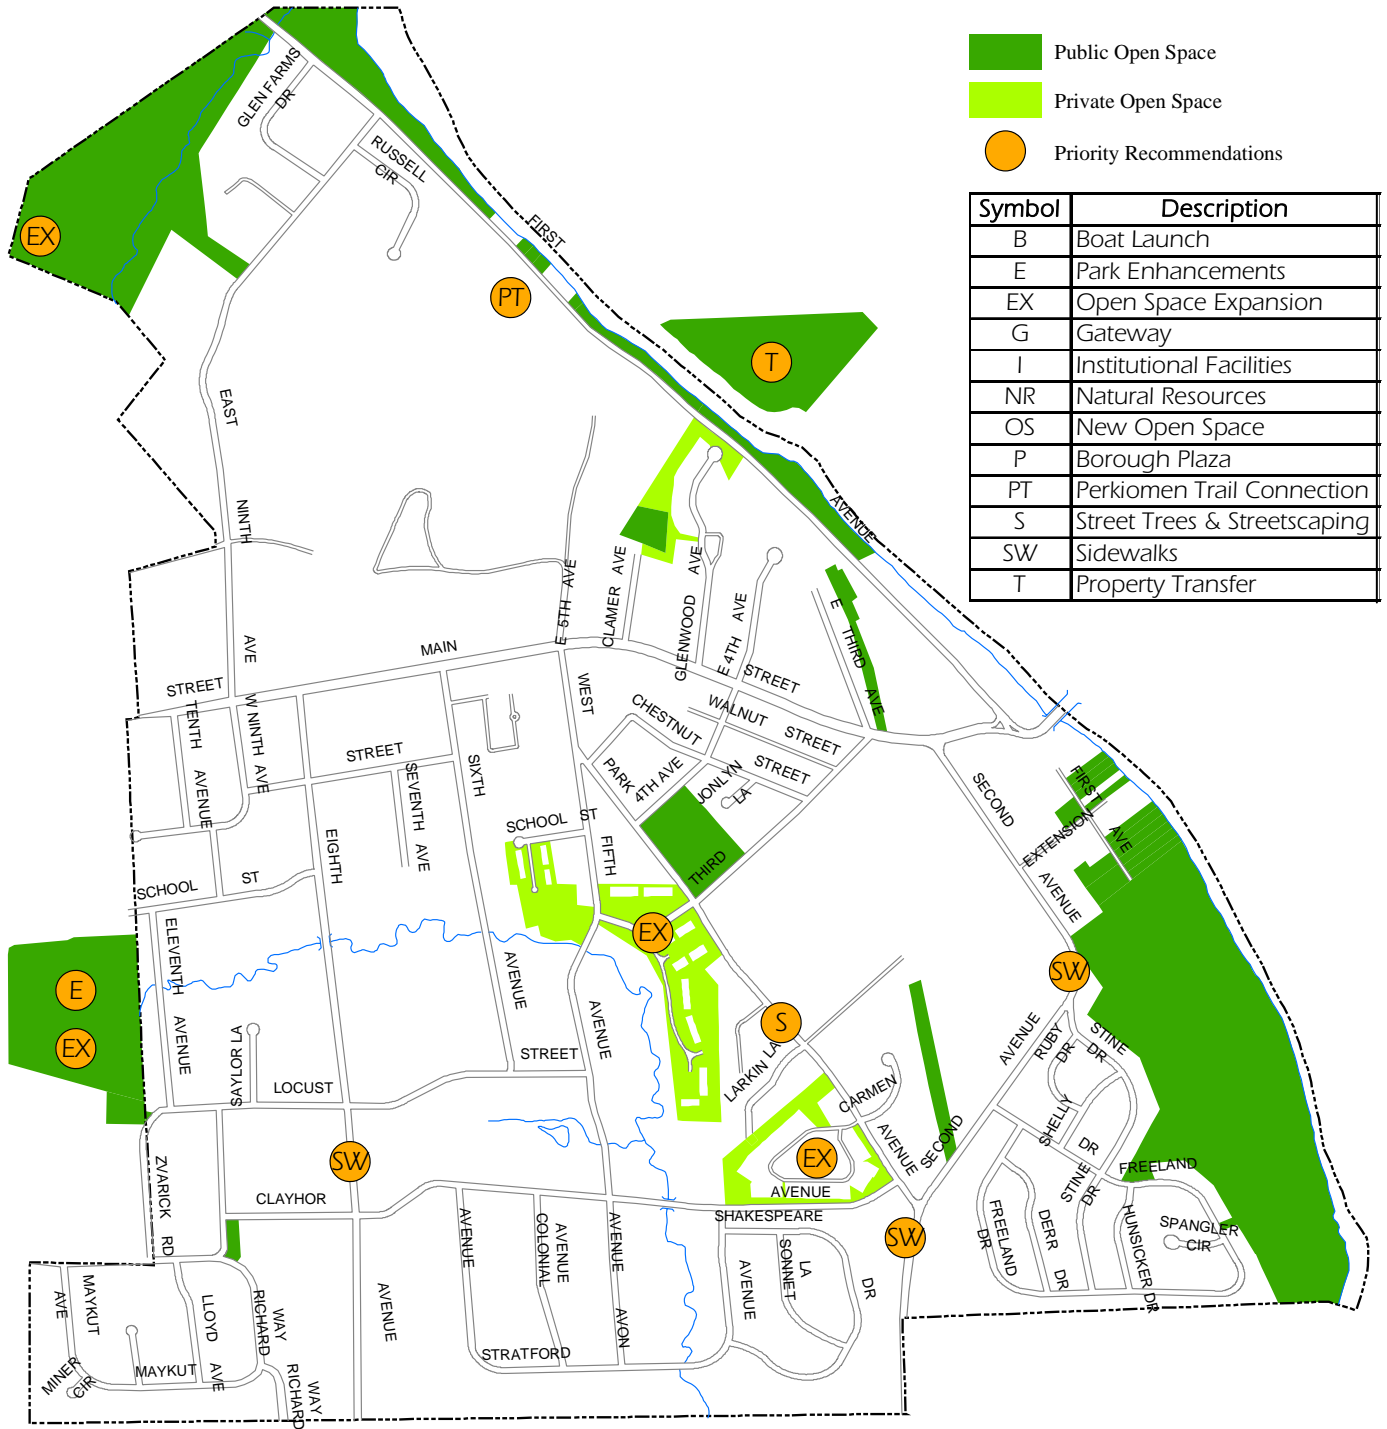 Public Open Space
Private Open Space
Priority Recommendations
Symbol Description
B Boat Launch
E Park Enhancements
EX Open Space Expansion
G Gateway
I Institutional Facilities
NR Natural Resources
OS New Open Space
P Borough Plaza
PT Perkiomen Trail Connection
S Street Trees & Streetscaping
SW Sidewalks
T Property Transfer
GLEN FARMS
DR
RUSSELL
CIR
EX
FIRST
PT
T
EAST
NINTH
AVENUE
E 5TH AVE
CLAMER AVE
GLENWOOD AVE
E 4TH AVE
E
THIRD
AVE
AVE
MAIN
STREET
STREET
TENTH
AVENUE
W NINTH AVE
WEST
CHESTNUT
WALNUT
STREET
STREET
STREET
SIXTH
SEVENTH AVE
PARK
4TH AVE
JONLYN
LA
SECOND
FIRST
AVE
EXTENSION
AVENUE
SCHOOL ST
FIFTH
EIGHTH
THIRD
SCHOOL ST
ELEVENTH
AVENUE
EX
E
EX
SW
AVENUE
AVENUE
S
AVENUE
RUBY
DR
STINE
DR
STREET
SAYLOR LA
LOCUST
LARKIN LA
CARMEN
AVENUE
SECOND
SHELLY
DR
STINE
DR
FREELAND
SW
EX
ZVARICK
RD
CLAYHOR
AVENUE
SHAKESPEARE
AVENUE
COLONIAL
AVENUE
AVENUE
AVON
SW
FREELAND
DR
DERR
DR
HUNSICKER DR
SPANGLER
CIR
SONNET
LA
AVENUE
DR
MAYKUT
AVE
LLOYD
AVE
RICHARD
WAY
AVENUE
STRATFORD
MINER
CIR
MAYKUT
RICHARD
WAY